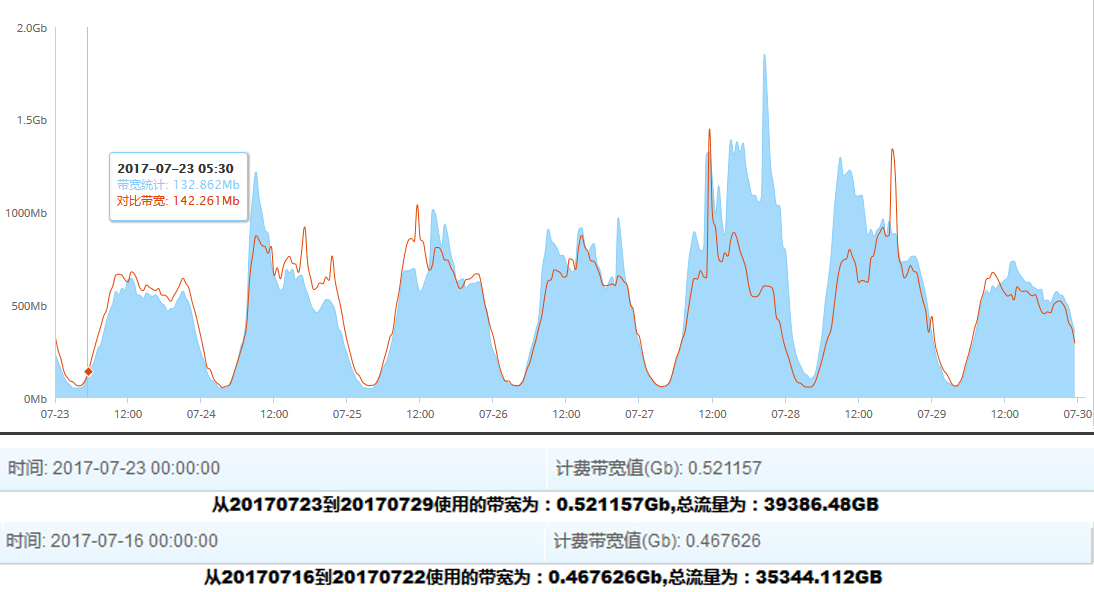 2.0Gb
1.5Gb
1000Mb
500Mb
0Mb
2017-07-23 05:30
带宽统计: 132.862Mb
对比带宽: 142.261Mb
07-23 12:00 07-24 12:00 07-25 12:00 07-26 12:00 07-27 12:00 07-28 12:00 07-29 12:00 07-30
时间: 2017-07-23 00:00:00 计费带宽值(Gb): 0.521157
从20170723到20170729使用的带宽为：0.521157Gb,总流量为：39386.48GB
时间: 2017-07-16 00:00:00 计费带宽值(Gb): 0.467626
从20170716到20170722使用的带宽为：0.467626Gb,总流量为：35344.112GB